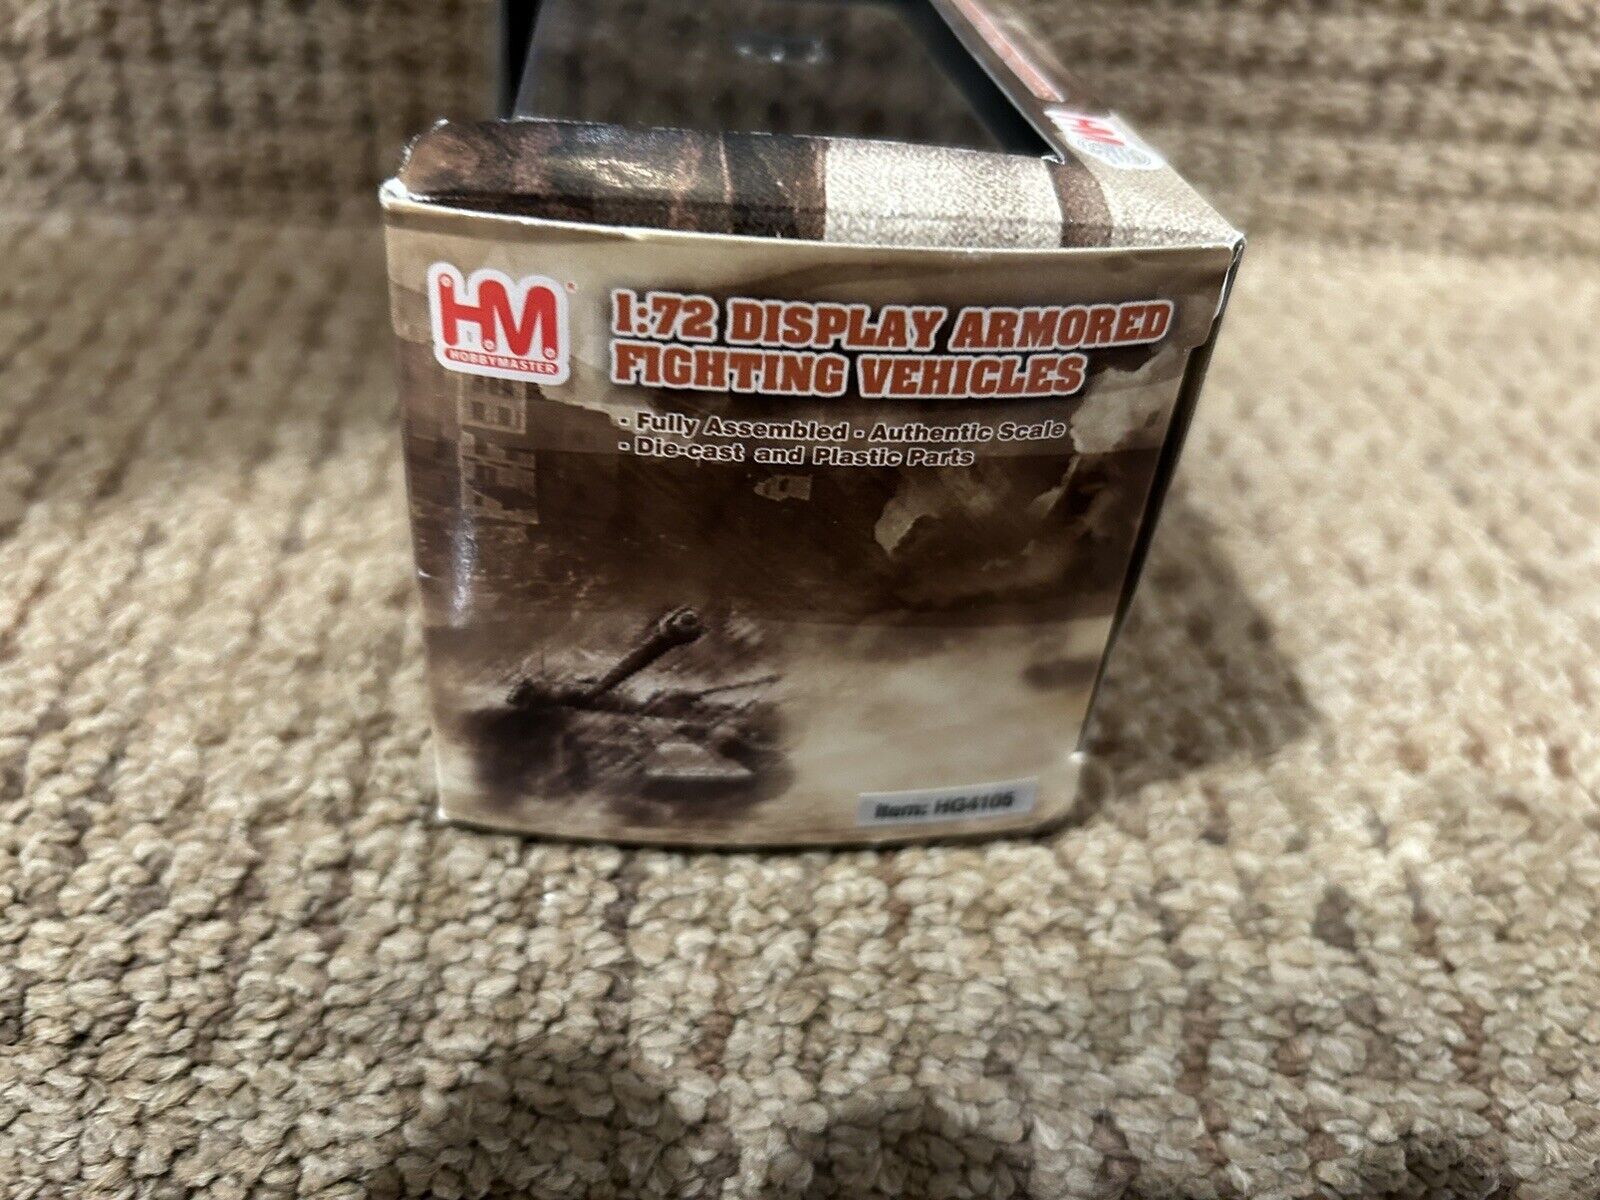 HM
HM®
HOBBYMASTER
1:72 DISPLAY ARMORED
FIGHTING VEHICLES
• Fully Assembled • Authentic Scale
• Die-cast and Plastic Parts
Item: HG4105